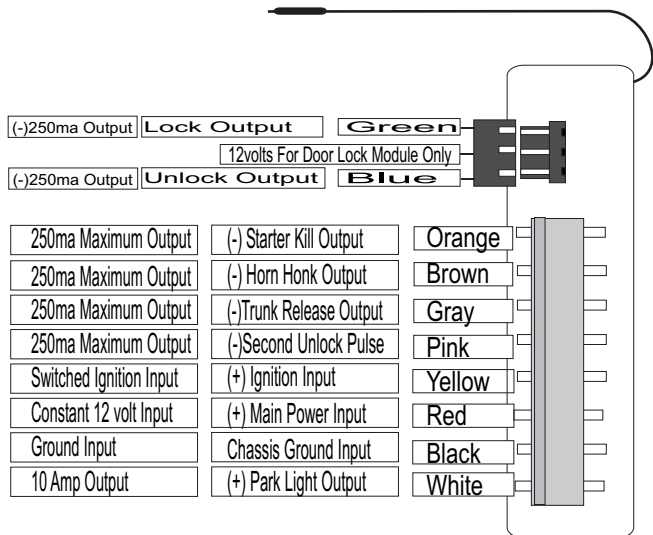 (-)250ma Output Lock Output Green
12volts For Door Lock Module Only
(-)250ma Output Unlock Output Blue
250ma Maximum Output (-) Starter Kill Output Orange
250ma Maximum Output (-) Horn Honk Output Brown
250ma Maximum Output (-)Trunk Release Output Gray
250ma Maximum Output (-)Second Unlock Pulse Pink
Switched Ignition Input (+) Ignition Input Yellow
Constant 12 volt Input (+) Main Power Input Red
Ground Input Chassis Ground Input Black
10 Amp Output (+) Park Light Output White